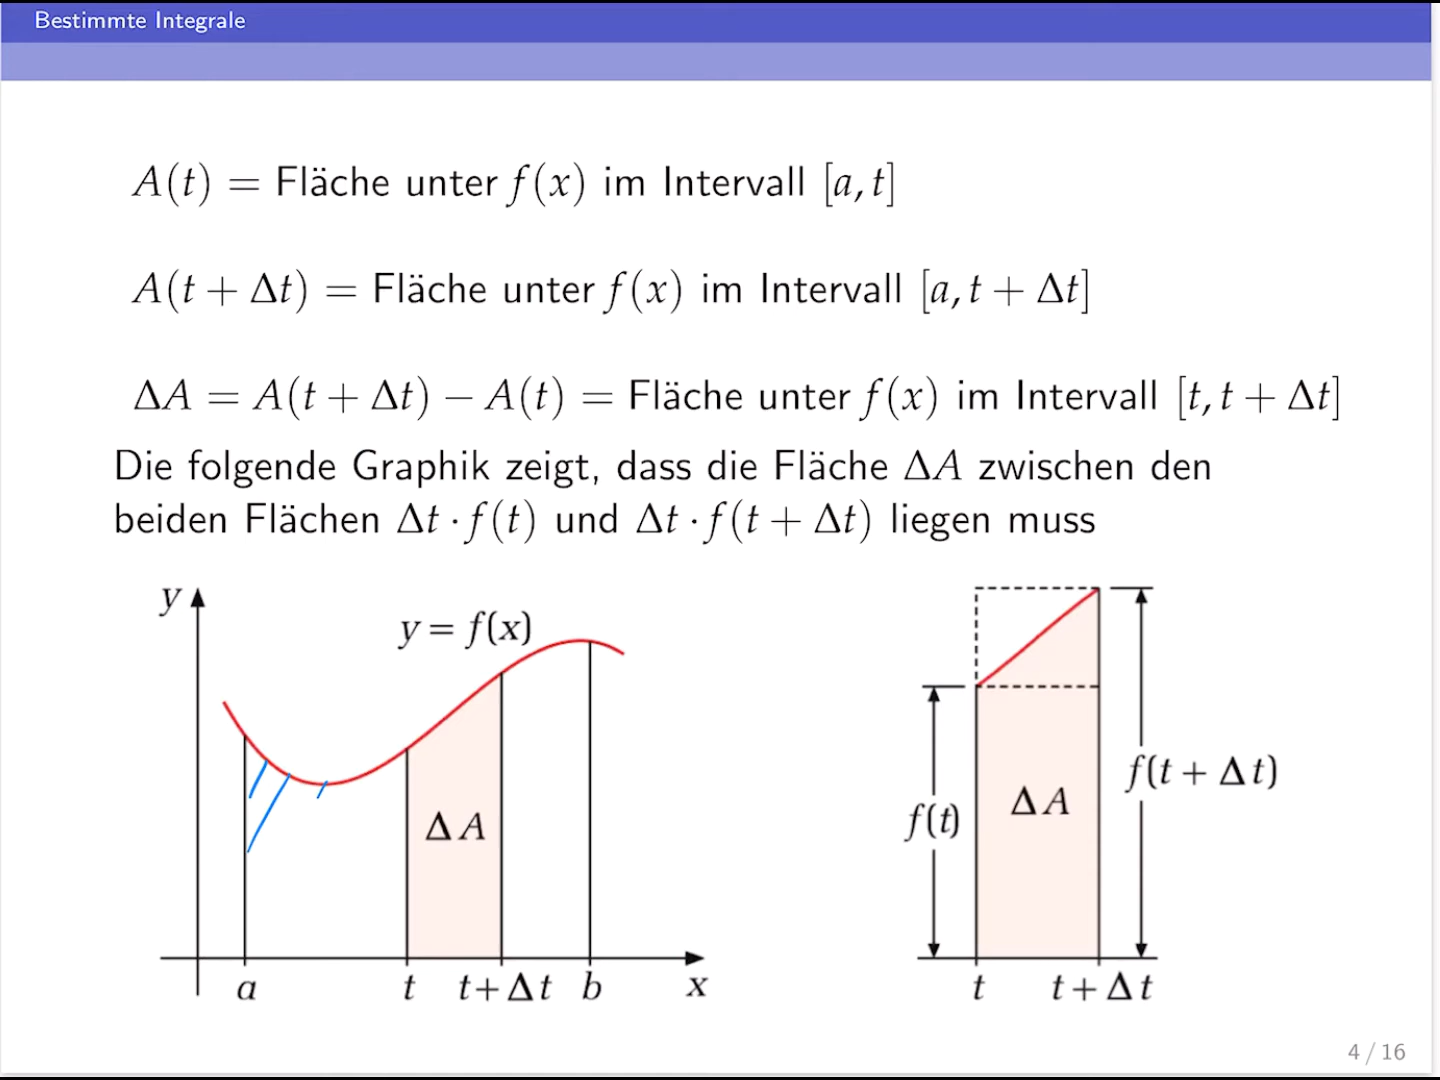 Bestimmte Integrale
A(t) = Fläche unter f(x) im Intervall [a, t]
A(t + Δt) = Fläche unter f(x) im Intervall [a, t + Δt]
ΔA = A(t + Δt) − A(t) = Fläche unter f(x) im Intervall [t, t + Δt]
Die folgende Graphik zeigt, dass die Fläche ΔA zwischen den
beiden Flächen Δt · f(t) und Δt · f(t + Δt) liegen muss
y
y = f(x)
ΔA
a
t
t + Δt
b
x
f(t)
ΔA
f(t + Δt)
t
t + Δt
4 / 16